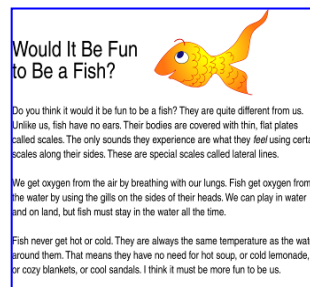 Would It Be Fun
to Be a Fish?
Do you think it would it be fun to be a fish? They are quite different from us.
Unlike us, fish have no ears. Their bodies are covered with thin, flat plates
called scales. The only sounds they experience are what they feel using certa
scales along their sides. These are special scales called lateral lines.
We get oxygen from the air by breathing with our lungs. Fish get oxygen from
the water by using the gills on the sides of their heads. We can play in water
and on land, but fish must stay in the water all the time.
Fish never get hot or cold. They are always the same temperature as the wat
around them. That means they have no need for hot soup, or cold lemonade,
or cozy blankets, or cool sandals. I think it must be more fun to be us.